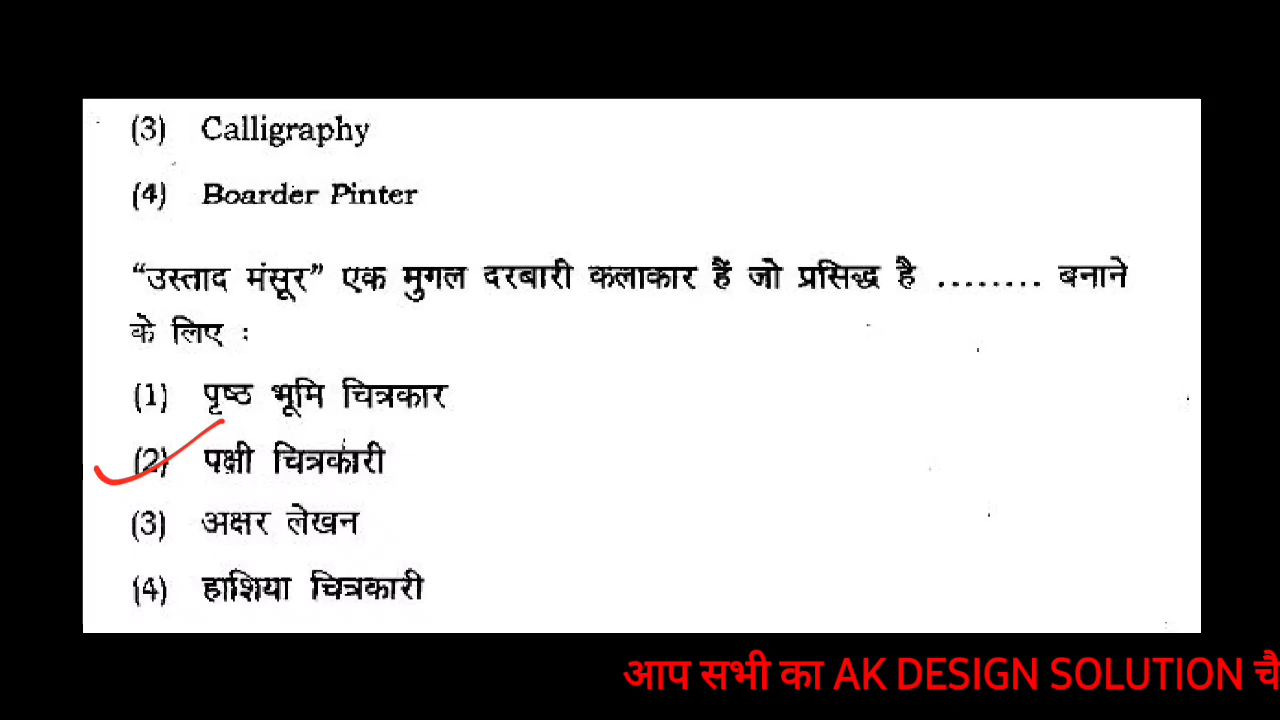 (3) Calligraphy
(4) Boarder Pinter
“उस्ताद मंसूर” एक मुगल दरबारी कलाकार हैं जो प्रसिद्ध है ........ बनाने
के लिए :
(1) पृष्ठ भूमि चित्रकार
(2) पक्षी चित्रकारी
(3) अक्षर लेखन
(4) हाशिया चित्रकारी
आप सभी का AK DESIGN SOLUTION चै